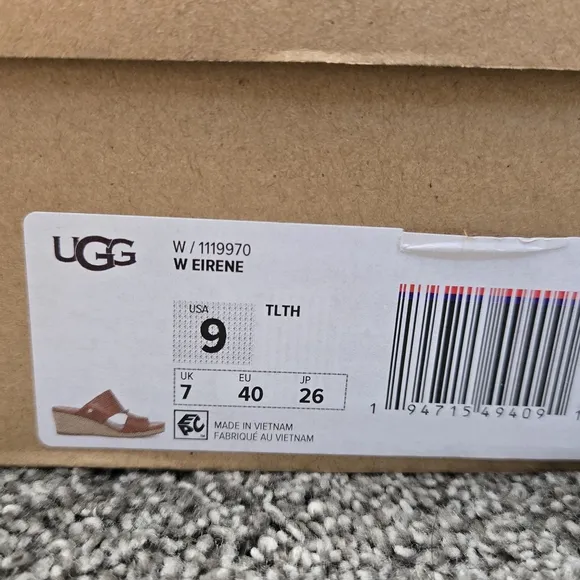 UGG
W / 1119970
W EIRENE
USA
9
TLTH
UK EU JP
7 40 26
MADE IN VIETNAM
FABRIQUÉ AU VIETNAM
1 94715 49409